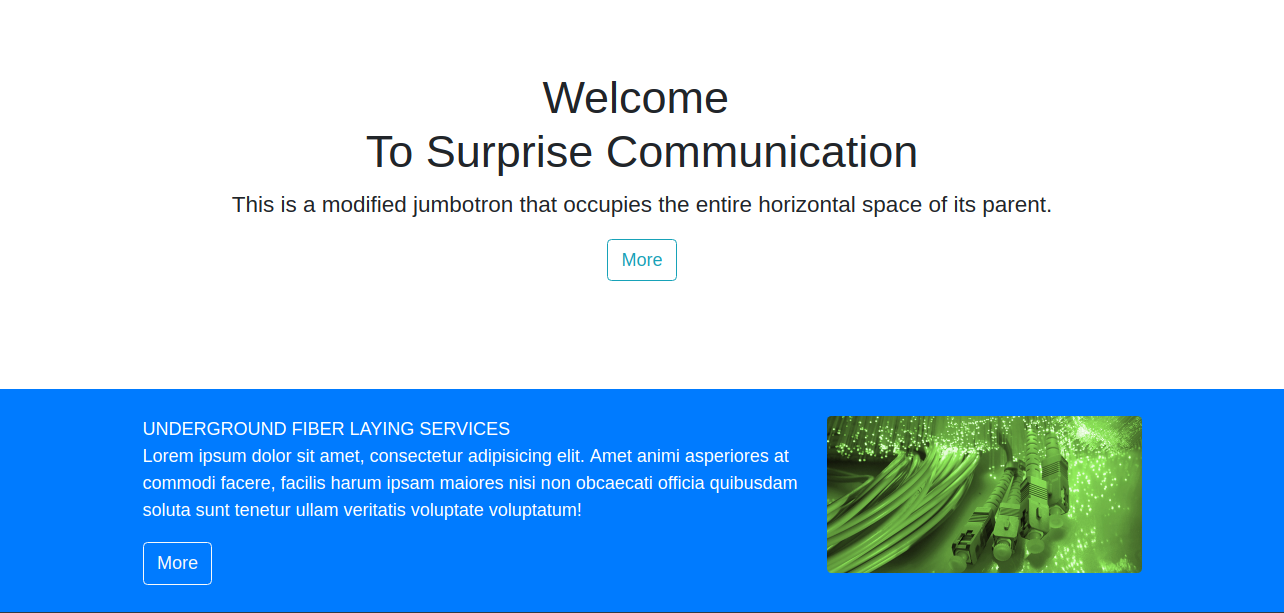 Welcome
To Surprise Communication
This is a modified jumbotron that occupies the entire horizontal space of its parent.
More
UNDERGROUND FIBER LAYING SERVICES
Lorem ipsum dolor sit amet, consectetur adipisicing elit. Amet animi asperiores at
commodi facere, facilis harum ipsam maiores nisi non obcaecati officia quibusdam
soluta sunt tenetur ullam veritatis voluptate voluptatum!
More